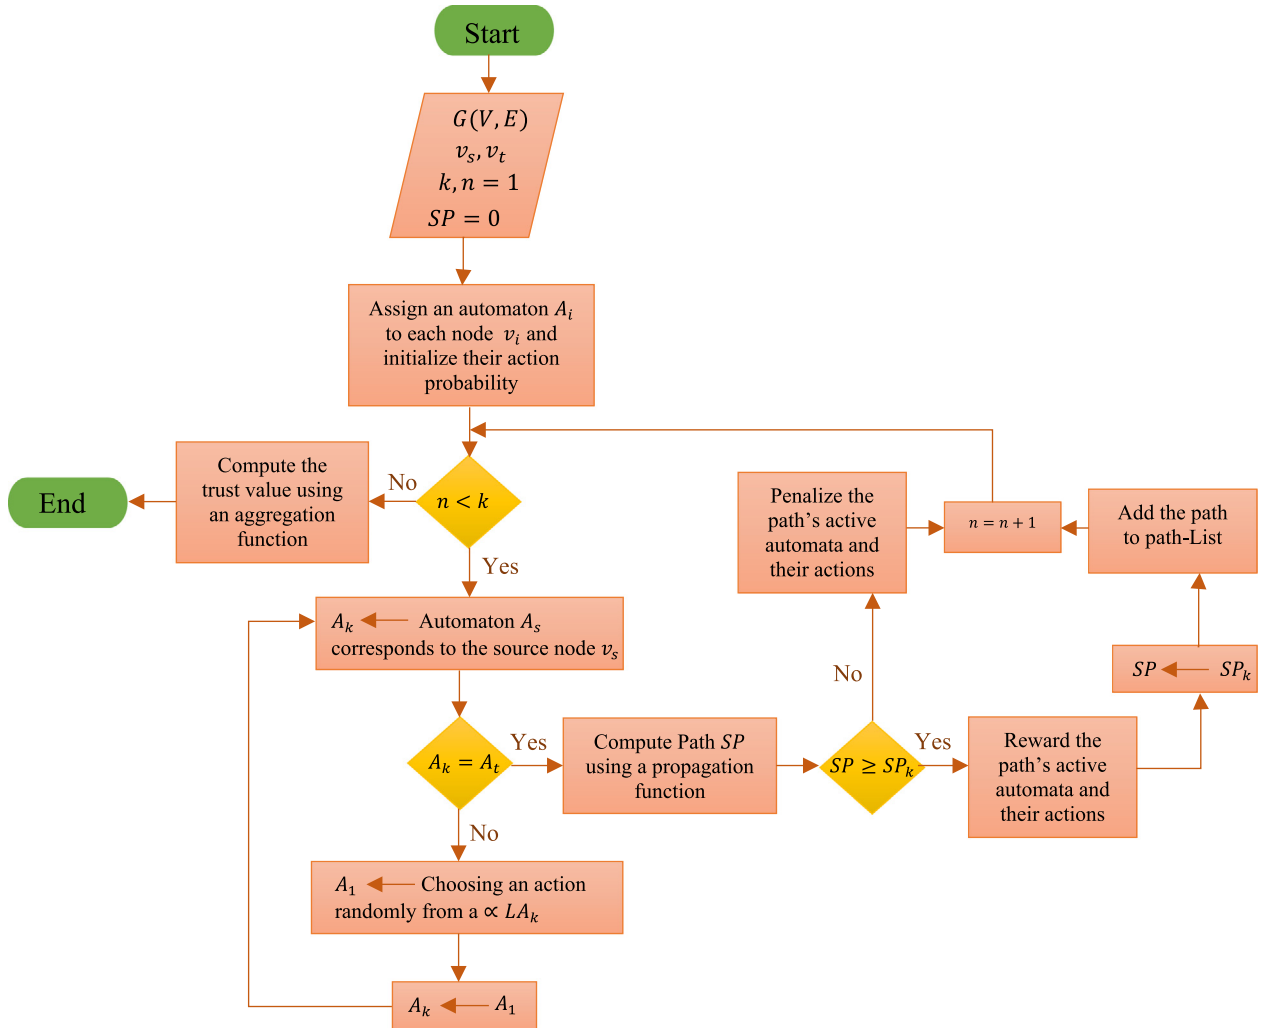 Start
G(V, E)
v_s, v_t
k, n = 1
SP = 0
Assign an automaton A_i
to each node v_i and
initialize their action
probability
n < k
No
Yes
Compute the
trust value using
an aggregation
function
End
A_k ← Automaton A_s
corresponds to the source node v_s
A_k = A_t
Yes
No
Compute Path SP
using a propagation
function
SP ≥ SP_k
No
Yes
Penalize the
path's active
automata and
their actions
Reward the
path's active
automata and
their actions
SP ← SP_k
Add the path
to path-List
n = n + 1
A_1 ← Choosing an action
randomly from a ∝ LA_k
A_k ← A_1